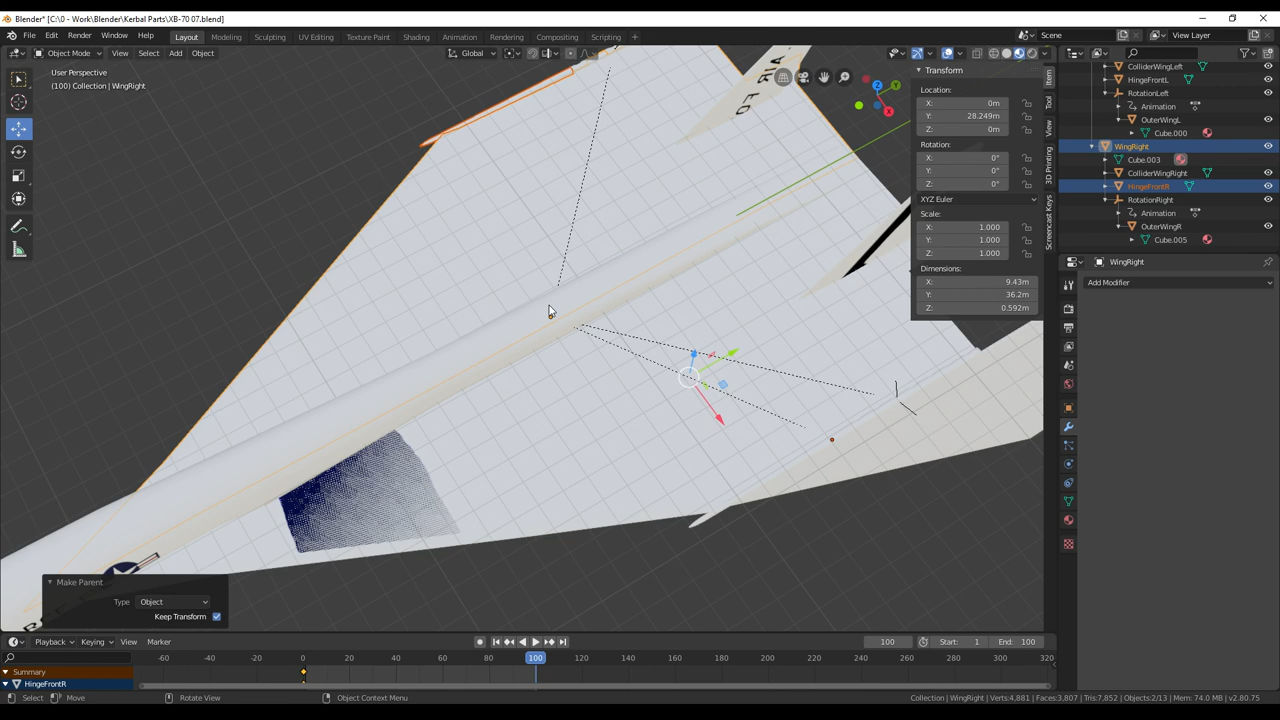 Blender* [C:\0 - Work\Blender\Kerbal Parts\XB-70 07.blend]
File Edit Render Window Help Layout Modeling Sculpting UV Editing Texture Paint Shading Animation Rendering Compositing Scripting + Scene View Layer
Object Mode View Select Add Object Global
User Perspective
(100) Collection | WingRight
Transform
Location:
X: 0m
Y: 28.249m
Z: 0m
Rotation:
X: 0°
Y: 0°
Z: 0°
XYZ Euler
Scale:
X: 1.000
Y: 1.000
Z: 1.000
Dimensions:
X: 9.43m
Y: 36.2m
Z: 0.592m
Item
Tool
View
3D Printing
Screencast Keys
ColliderWingLeft
HingeFrontL
RotationLeft
Animation
OuterWingL
Cube.000
WingRight
Cube.003
ColliderWingRight
HingeFrontR
RotationRight
Animation
OuterWingR
Cube.005
WingRight
Add Modifier
Z
Y
X
Make Parent
Type Object
Keep Transform
Playback Keying View Marker 100 Start: 1 End: 100
-60 -40 -20 0 20 40 60 80 100 120 140 160 180 200 220 240 260 280 300 320
Summary
HingeFrontR
Select Move Rotate View Object Context Menu Collection | WingRight | Verts:4,881 | Faces:3,807 | Tris:7,852 | Objects:2/13 | Mem: 74.0 MB | v2.80.75